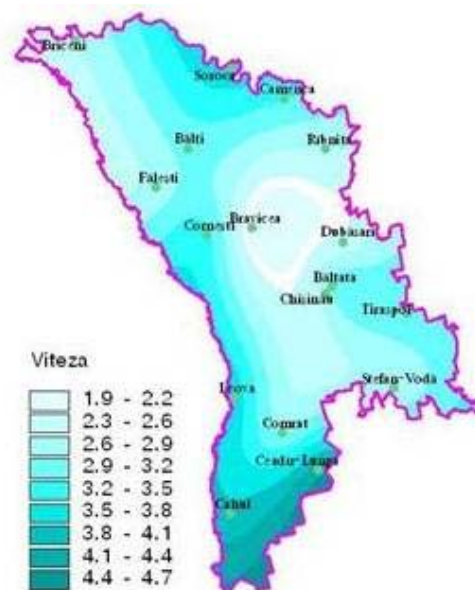 Briceni
Soroca
Camenca
Balti
Ribnita
Falesti
Bravicea
Cornesti
Dubasari
Baltata
Chisinau
Tiraspol
Stefan-Voda
Leova
Comrat
Ceadir-Lunga
Cahul
Viteza
1.9 - 2.2
2.3 - 2.6
2.6 - 2.9
2.9 - 3.2
3.2 - 3.5
3.5 - 3.8
3.8 - 4.1
4.1 - 4.4
4.4 - 4.7